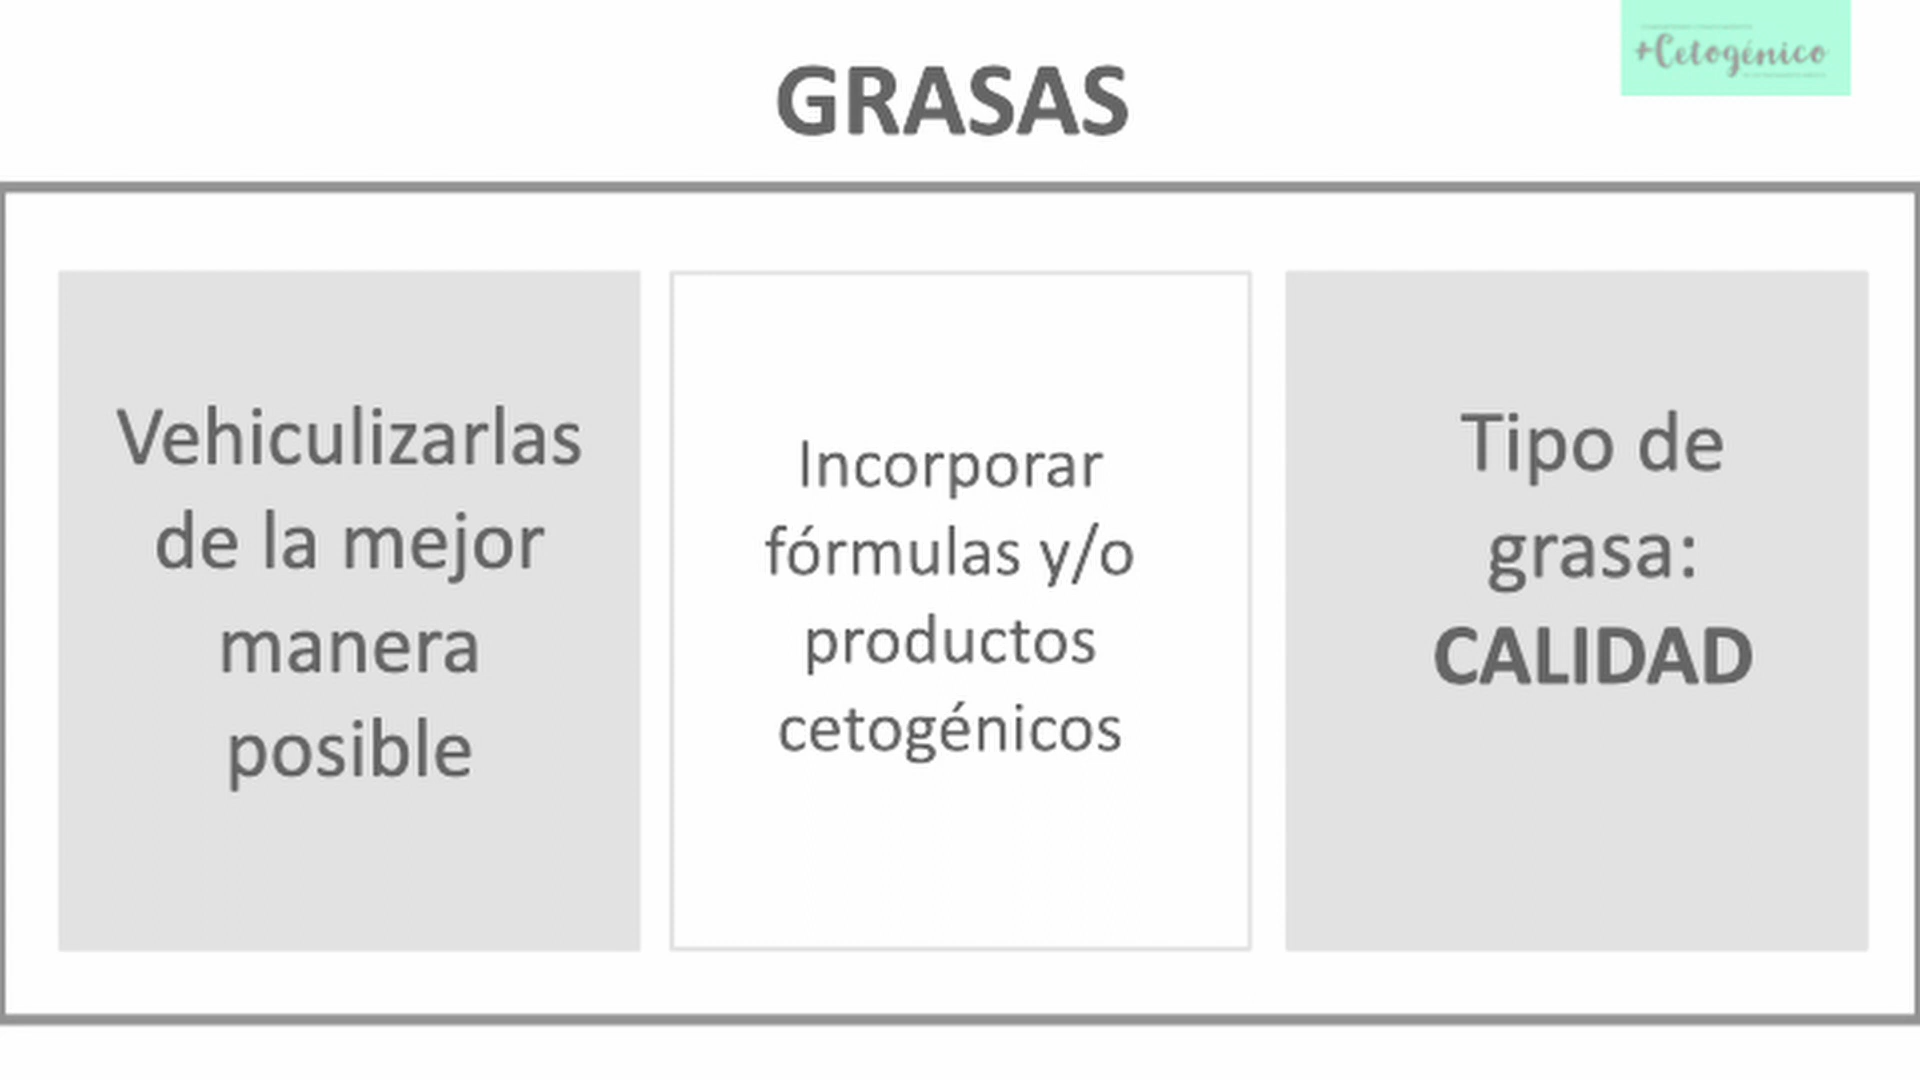 +Cetogénico
GRASAS
Vehiculizarlas
de la mejor
manera
posible
Incorporar
fórmulas y/o
productos
cetogénicos
Tipo de
grasa:
CALIDAD